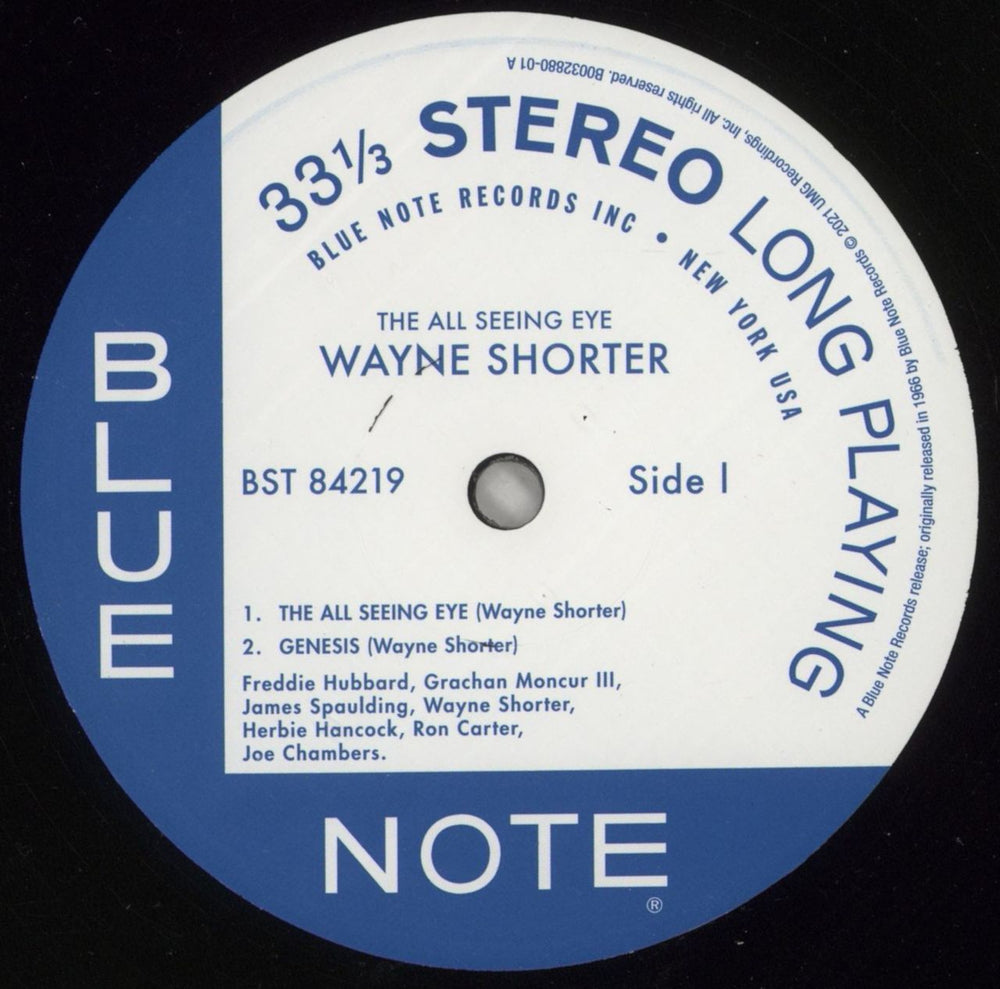 33⅓ STEREO LONG PLAYING
BLUE NOTE RECORDS INC • NEW YORK USA
A Blue Note Records release; originally released in 1966 by Blue Note Records © 2021 UMG Recordings, Inc. All rights reserved. B0032880-01 A
THE ALL SEEING EYE
WAYNE SHORTER
BST 84219
Side 1
1. THE ALL SEEING EYE (Wayne Shorter)
2. GENESIS (Wayne Shorter)
Freddie Hubbard, Grachan Moncur III,
James Spaulding, Wayne Shorter,
Herbie Hancock, Ron Carter,
Joe Chambers.
BLUE
NOTE
®